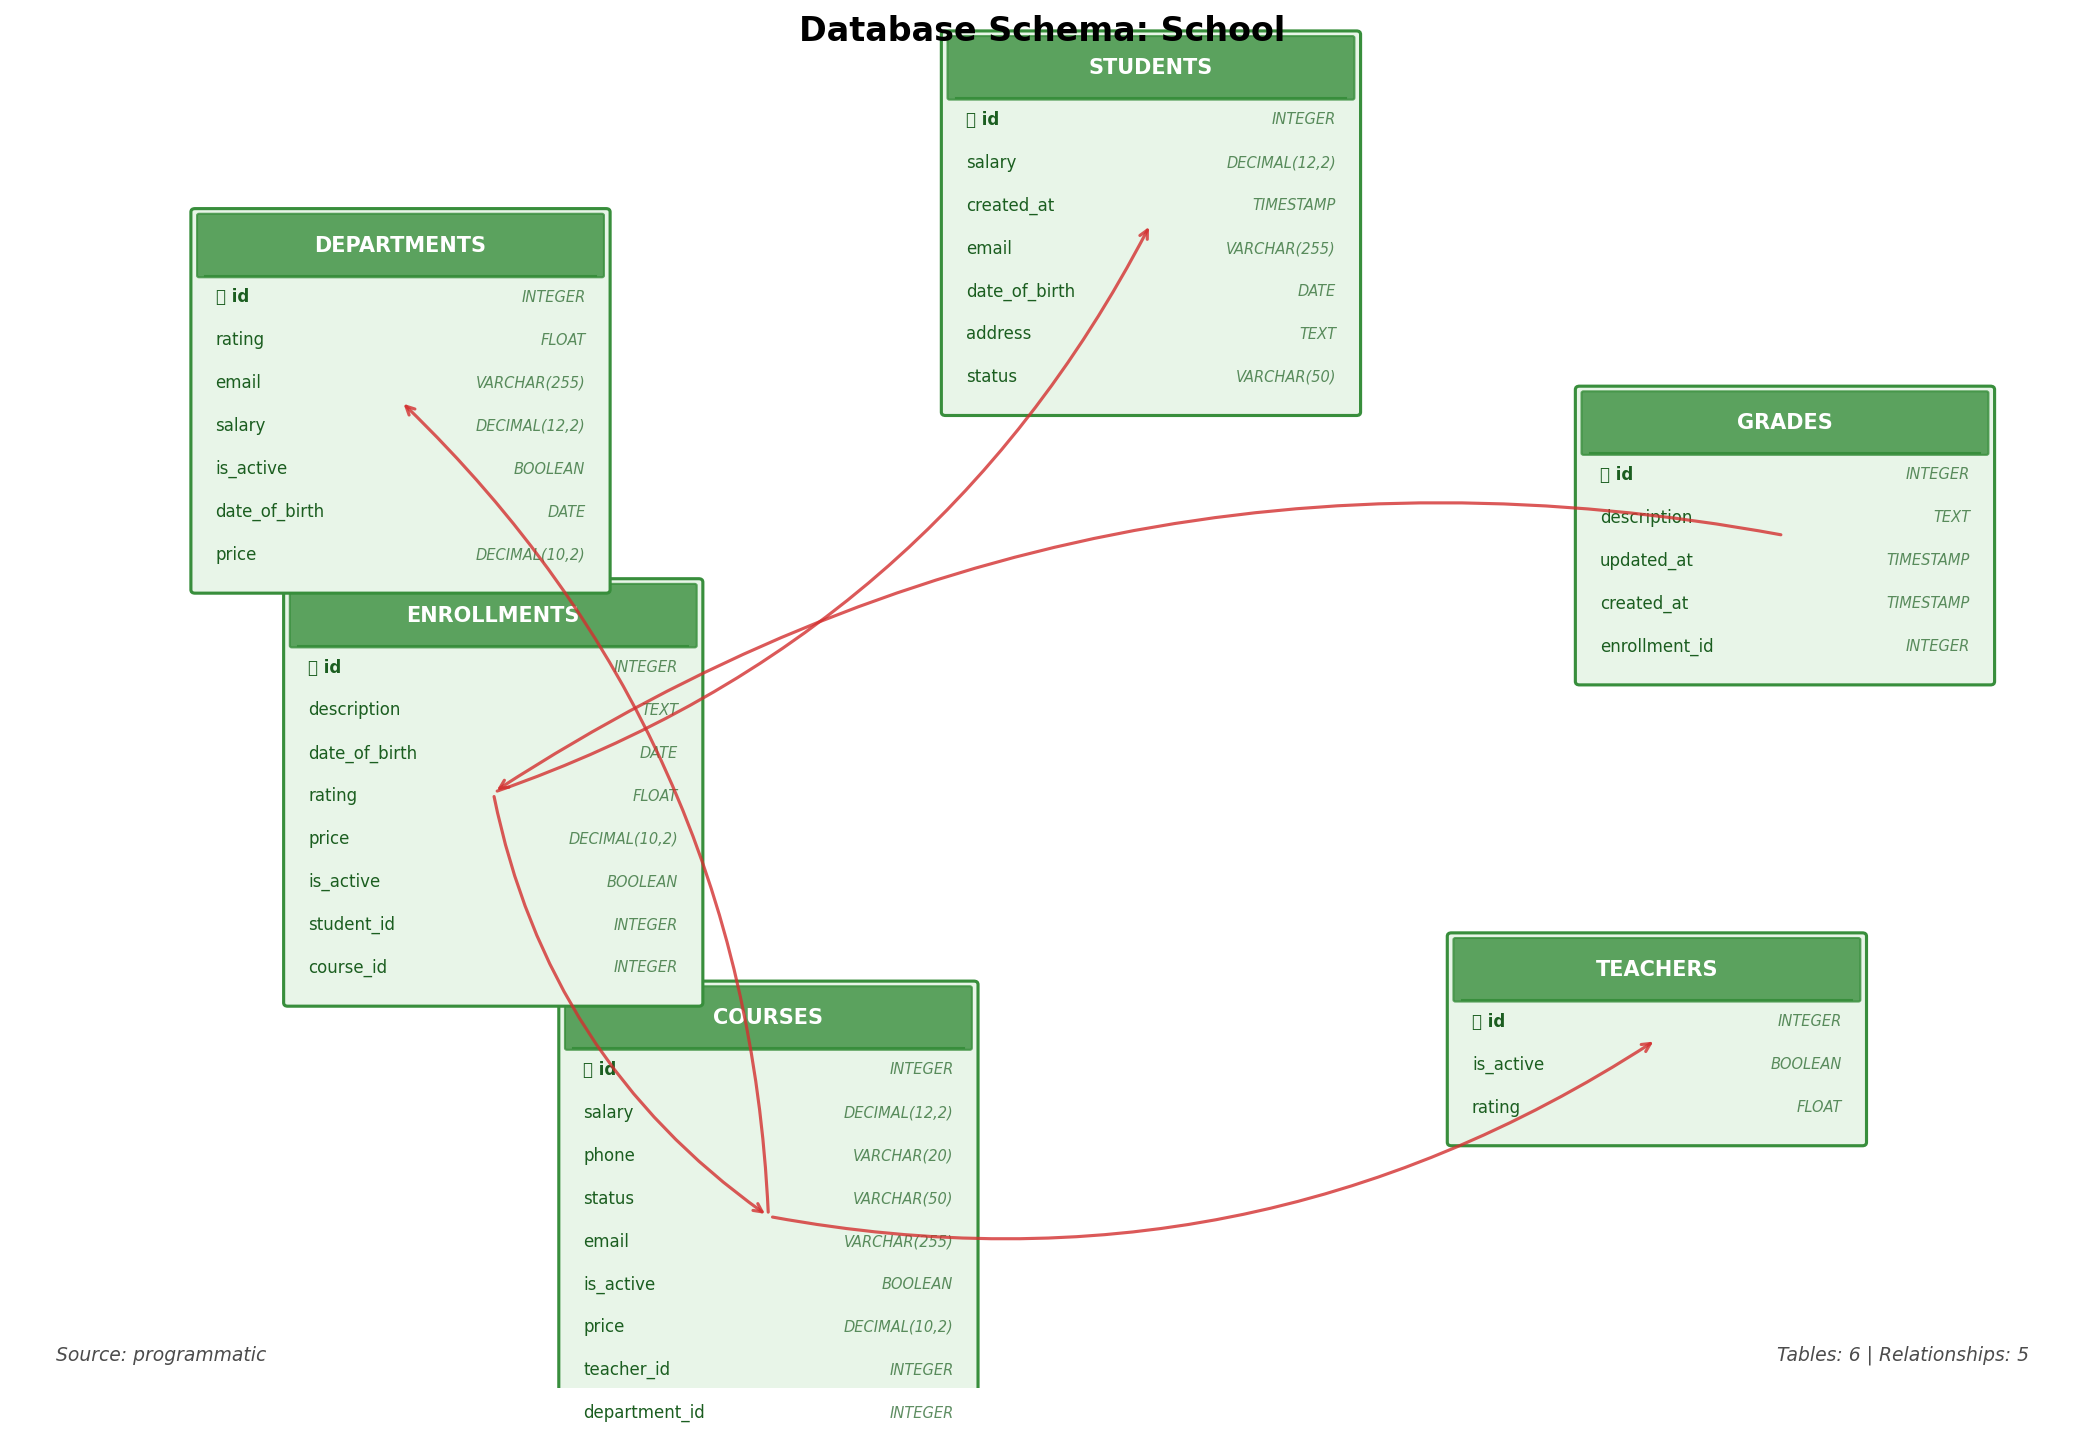 Database Schema: School
STUDENTS
id INTEGER
salary DECIMAL(12,2)
created_at TIMESTAMP
email VARCHAR(255)
date_of_birth DATE
address TEXT
status VARCHAR(50)
DEPARTMENTS
id INTEGER
rating FLOAT
email VARCHAR(255)
salary DECIMAL(12,2)
is_active BOOLEAN
date_of_birth DATE
price DECIMAL(10,2)
GRADES
id INTEGER
description TEXT
updated_at TIMESTAMP
created_at TIMESTAMP
enrollment_id INTEGER
ENROLLMENTS
id INTEGER
description TEXT
date_of_birth DATE
rating FLOAT
price DECIMAL(10,2)
is_active BOOLEAN
student_id INTEGER
course_id INTEGER
TEACHERS
id INTEGER
is_active BOOLEAN
rating FLOAT
COURSES
id INTEGER
salary DECIMAL(12,2)
phone VARCHAR(20)
status VARCHAR(50)
email VARCHAR(255)
is_active BOOLEAN
price DECIMAL(10,2)
teacher_id INTEGER
department_id INTEGER
Source: programmatic
Tables: 6 | Relationships: 5